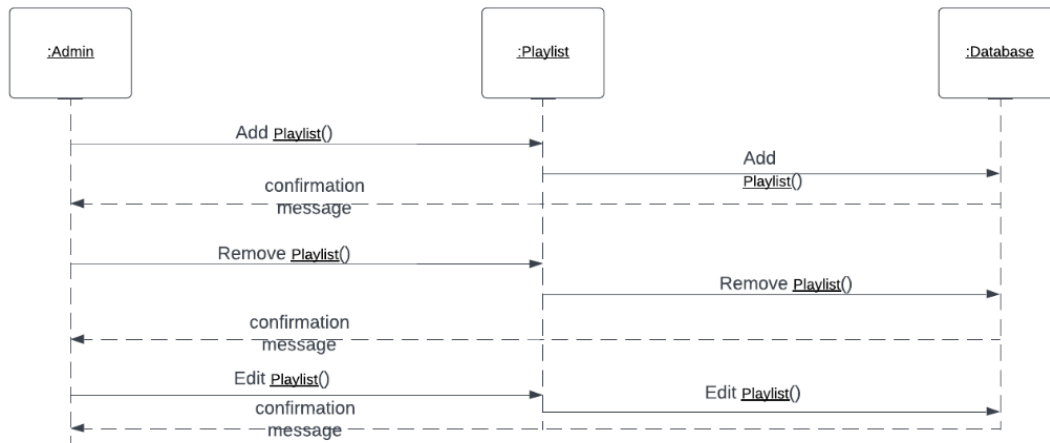 :Admin
:Playlist
:Database
Add Playlist()
Add
Playlist()
confirmation
message
Remove Playlist()
Remove Playlist()
confirmation
message
Edit Playlist()
Edit Playlist()
confirmation
message